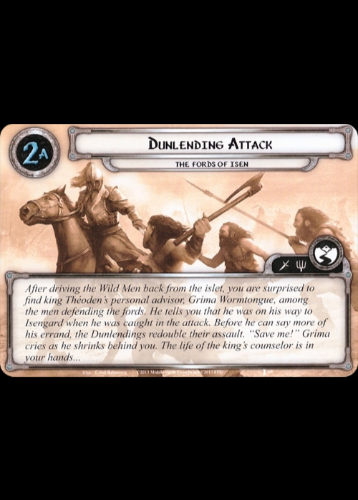 2A
DUNLENDING ATTACK
THE FORDS OF ISEN
After driving the Wild Men back from the islet, you are surprised to
find king Théoden's personal advisor, Grima Wormtongue, among
the men defending the fords. He tells you that he was on his way to
Isengard when he was caught in the attack. Before he can say more of
his errand, the Dunlendings redouble their assault. "Save me!" Grima
cries as he shrinks behind you. The life of the king's counselor is in
your hands...